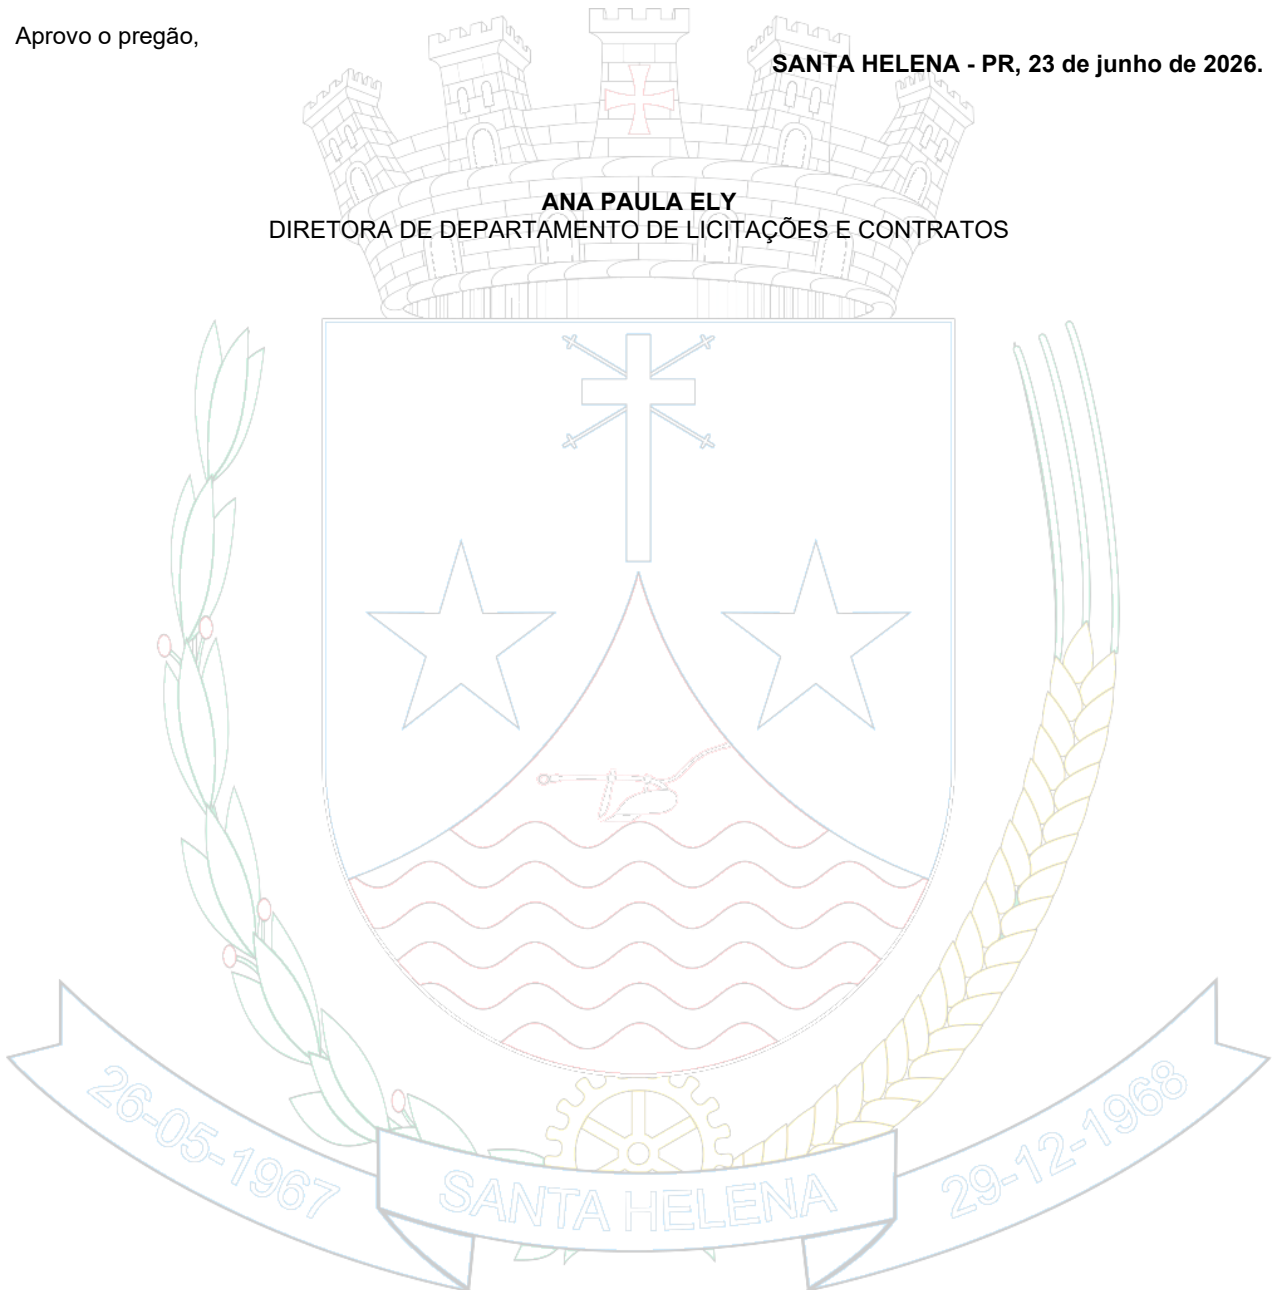 Aprovo o pregão,
SANTA HELENA - PR, 23 de junho de 2026.
ANA PAULA ELY
DIRETORA DE DEPARTAMENTO DE LICITAÇÕES E CONTRATOS
26-05-1967
SANTA HELENA
29-12-1968